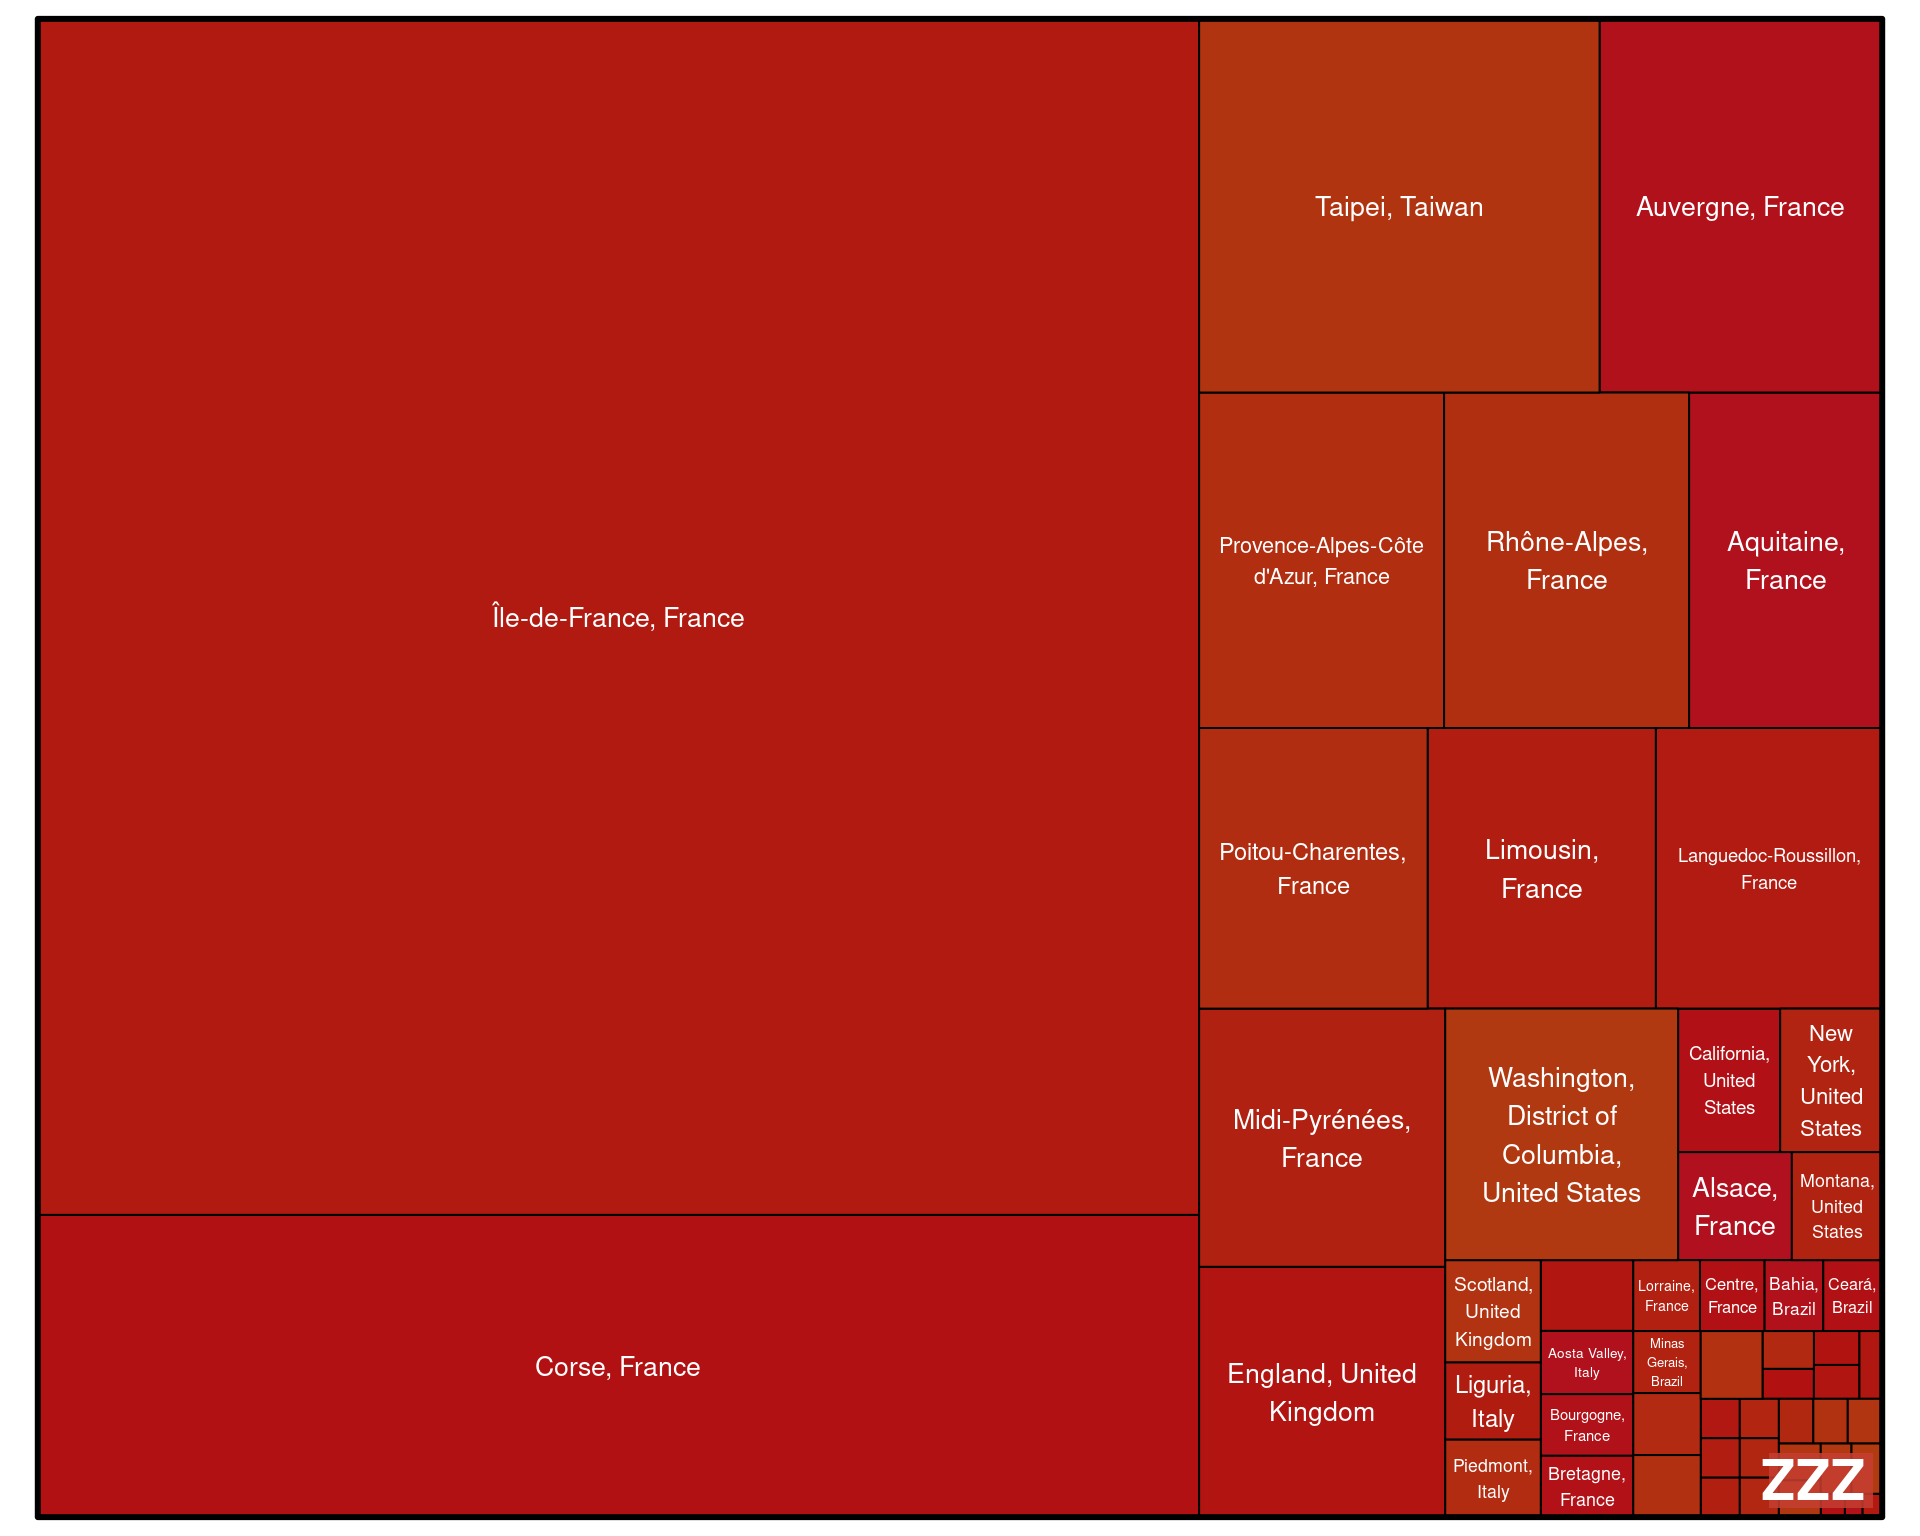 Île-de-France, France
Corse, France
Taipei, Taiwan
Auvergne, France
Provence-Alpes-Côte
d'Azur, France
Rhône-Alpes,
France
Aquitaine,
France
Poitou-Charentes,
France
Limousin,
France
Languedoc-Roussillon,
France
Midi-Pyrénées,
France
England, United
Kingdom
Washington,
District of
Columbia,
United States
California,
United
States
New
York,
United
States
Alsace,
France
Montana,
United
States
Scotland,
United
Kingdom
Liguria,
Italy
Piedmont,
Italy
Aosta Valley,
Italy
Bourgogne,
France
Bretagne,
France
Lorraine,
France
Centre,
France
Bahia,
Brazil
Ceará,
Brazil
Minas
Gerais,
Brazil
ZZZ